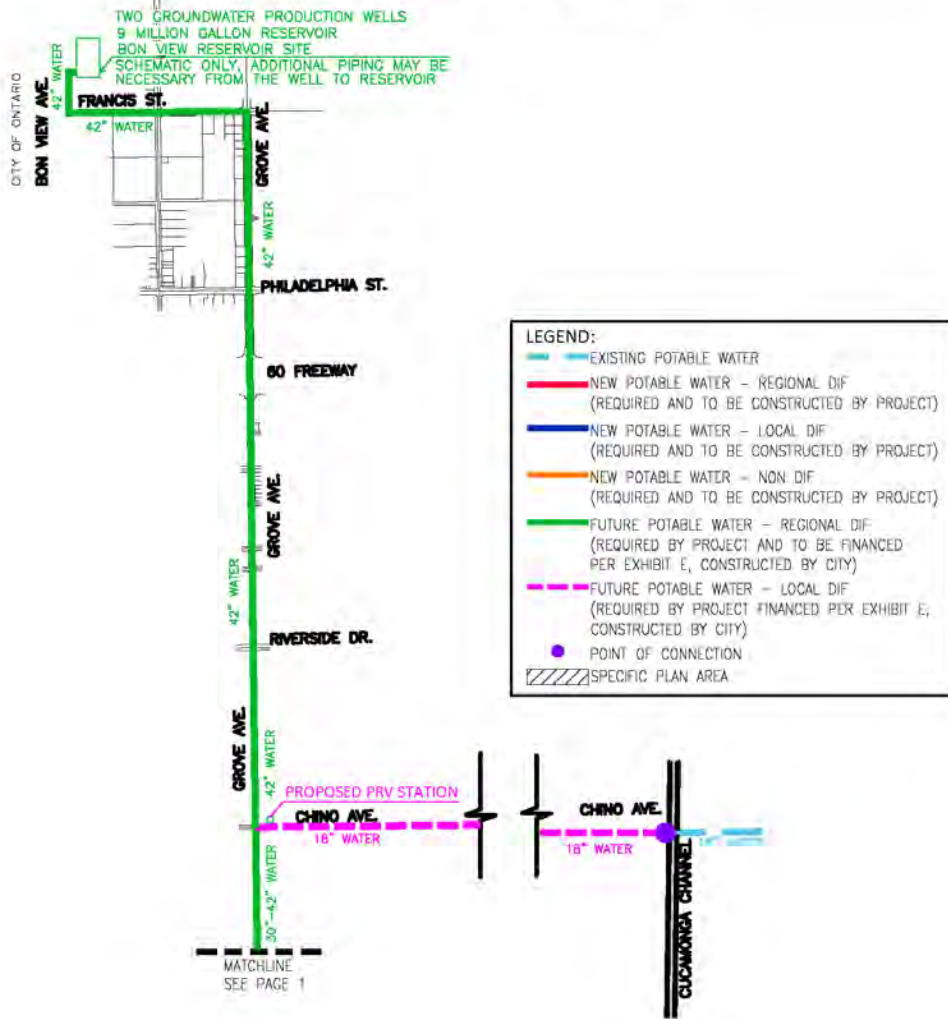 TWO GROUNDWATER PRODUCTION WELLS
9 MILLION GALLON RESERVOIR
BON VIEW RESERVOIR SITE
SCHEMATIC ONLY, ADDITIONAL PIPING MAY BE
NECESSARY FROM THE WELL TO RESERVOIR
CITY OF ONTARIO
BON VIEW AVE.
42" WATER
FRANCIS ST.
42" WATER
GROVE AVE.
42" WATER
PHILADELPHIA ST.
60 FREEWAY
GROVE AVE.
42" WATER
RIVERSIDE DR.
GROVE AVE.
42" WATER
PROPOSED PRV STATION
CHINO AVE.
18" WATER
30"-42" WATER
MATCHLINE
SEE PAGE 1
CHINO AVE.
18" WATER
CUCAMONGA CHANNEL
LEGEND:
EXISTING POTABLE WATER
NEW POTABLE WATER - REGIONAL DIF
(REQUIRED AND TO BE CONSTRUCTED BY PROJECT)
NEW POTABLE WATER - LOCAL DIF
(REQUIRED AND TO BE CONSTRUCTED BY PROJECT)
NEW POTABLE WATER - NON DIF
(REQUIRED AND TO BE CONSTRUCTED BY PROJECT)
FUTURE POTABLE WATER - REGIONAL DIF
(REQUIRED BY PROJECT AND TO BE FINANCED
PER EXHIBIT E, CONSTRUCTED BY CITY)
FUTURE POTABLE WATER - LOCAL DIF
(REQUIRED BY PROJECT FINANCED PER EXHIBIT E,
CONSTRUCTED BY CITY)
POINT OF CONNECTION
SPECIFIC PLAN AREA